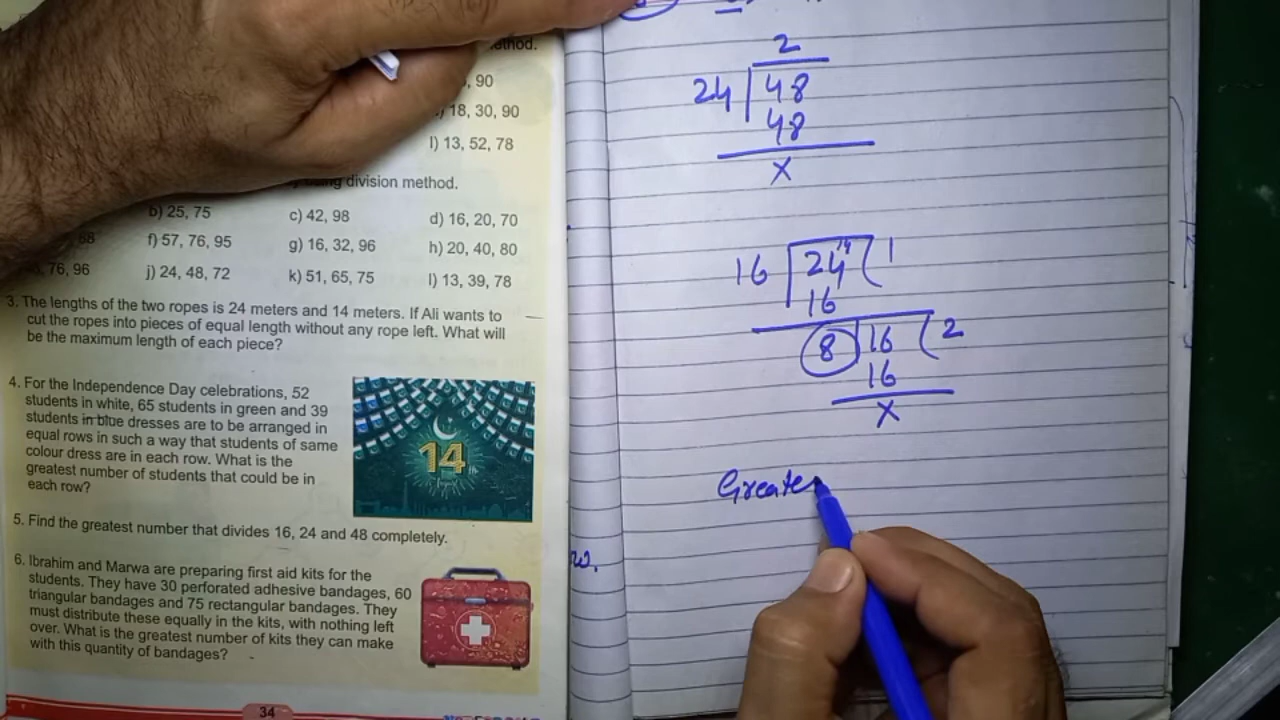 , 90
18, 30, 90
l) 13, 52, 78
division method.
b) 25, 75 c) 42, 98 d) 16, 20, 70
f) 57, 76, 95 g) 16, 32, 96 h) 20, 40, 80
76, 96 j) 24, 48, 72 k) 51, 65, 75 l) 13, 39, 78
3. The lengths of the two ropes is 24 meters and 14 meters. If Ali wants to
cut the ropes into pieces of equal length without any rope left. What will
be the maximum length of each piece?
4. For the Independence Day celebrations, 52
students in white, 65 students in green and 39
students in blue dresses are to be arranged in
equal rows in such a way that students of same
colour dress are in each row. What is the
greatest number of students that could be in
each row?
14
5. Find the greatest number that divides 16, 24 and 48 completely.
6. Ibrahim and Marwa are preparing first aid kits for the
students. They have 30 perforated adhesive bandages, 60
triangular bandages and 75 rectangular bandages. They
must distribute these equally in the kits, with nothing left
over. What is the greatest number of kits they can make
with this quantity of bandages?
34
2
24 48
48
x
16 24 14 1
16
8 16 2
16
x
Greates